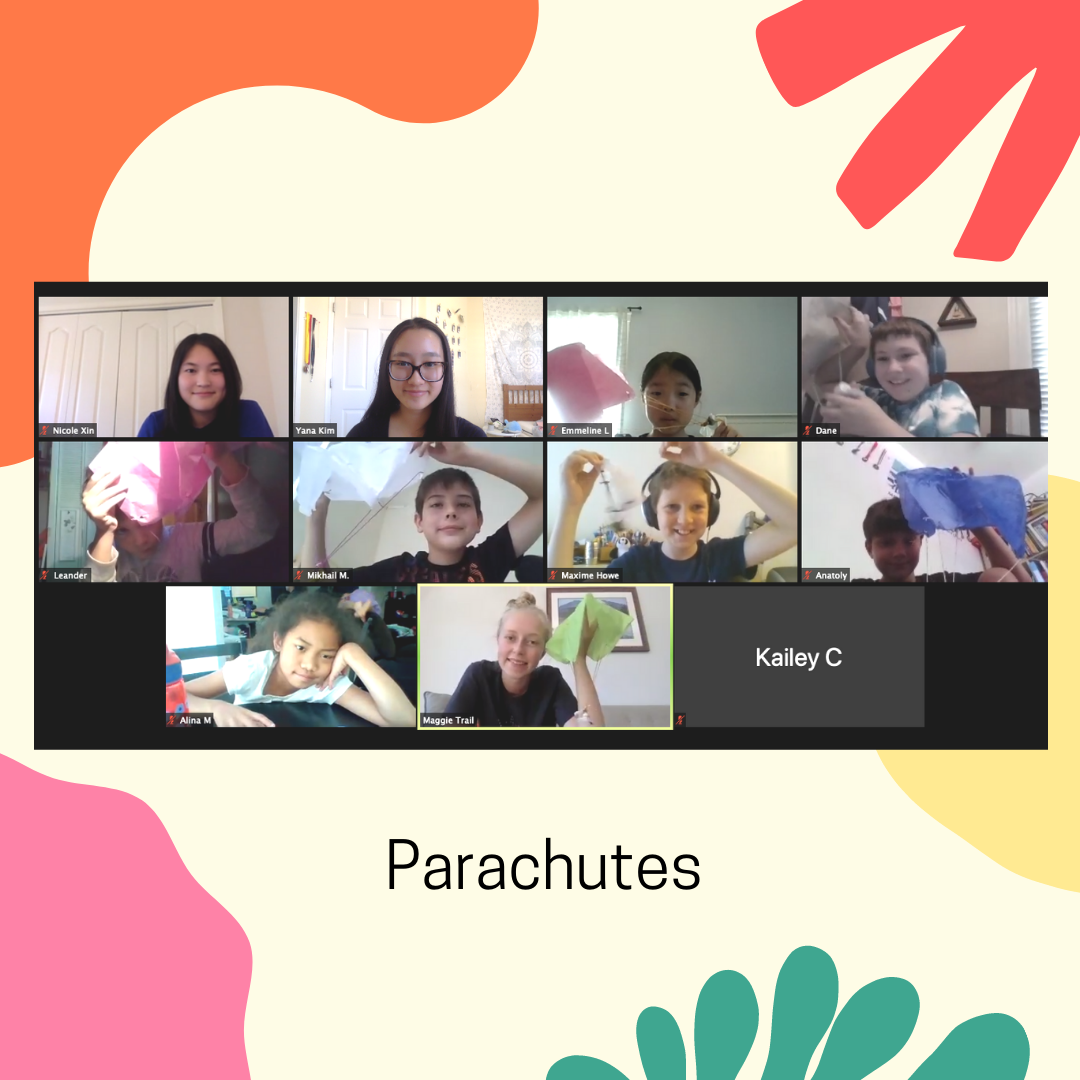 Nicole Xin
Yana Kim
Emmeline L
Dane
Leander
Mikhail M.
Maxime Howe
Anatoly
Alina M
Maggie Trail
Kailey C
Parachutes